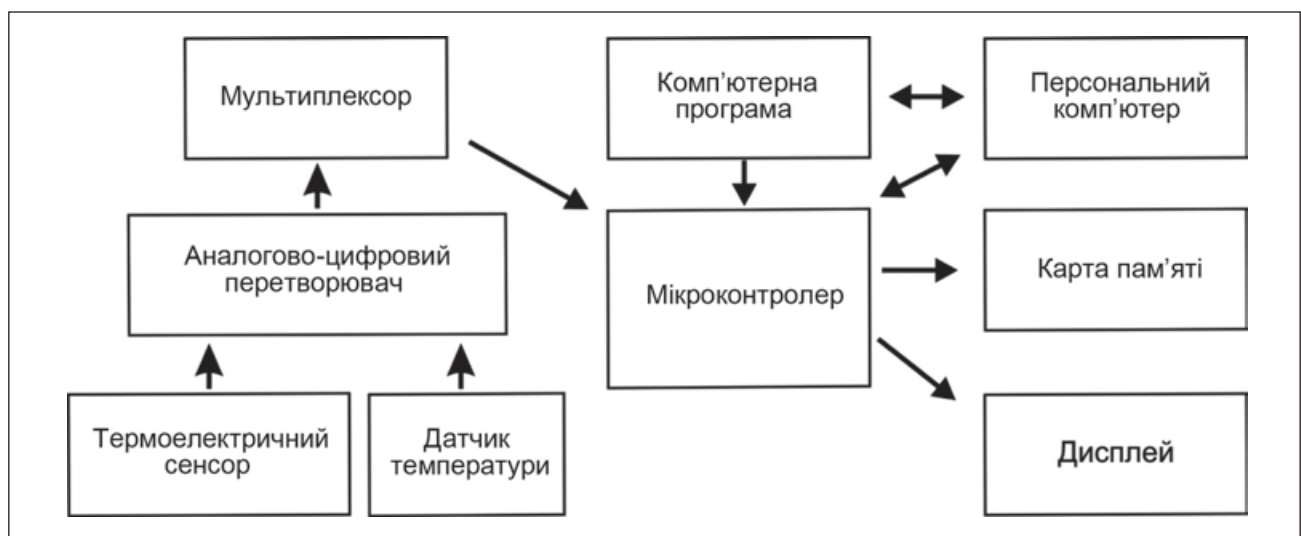 Мультиплексор
Комп’ютерна
програма
Персональний
комп’ютер
Аналогово-цифровий
перетворювач
Мікроконтролер
Карта пам’яті
Термоелектричний
сенсор
Датчик
температури
Дисплей